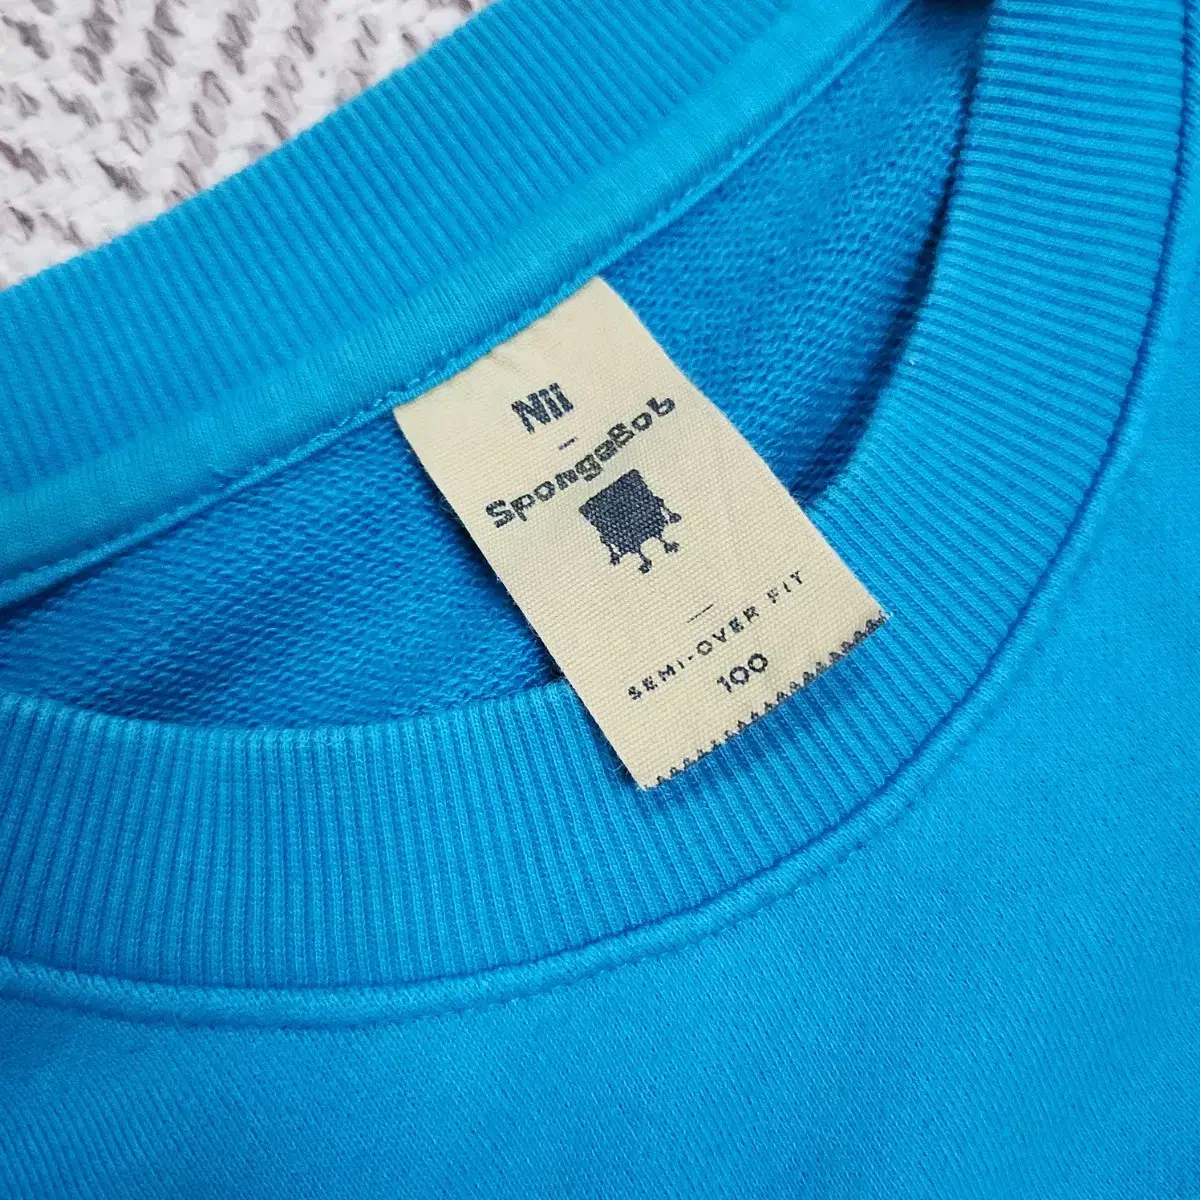 NII
SpongeBob
SEMI-OVER FIT
100